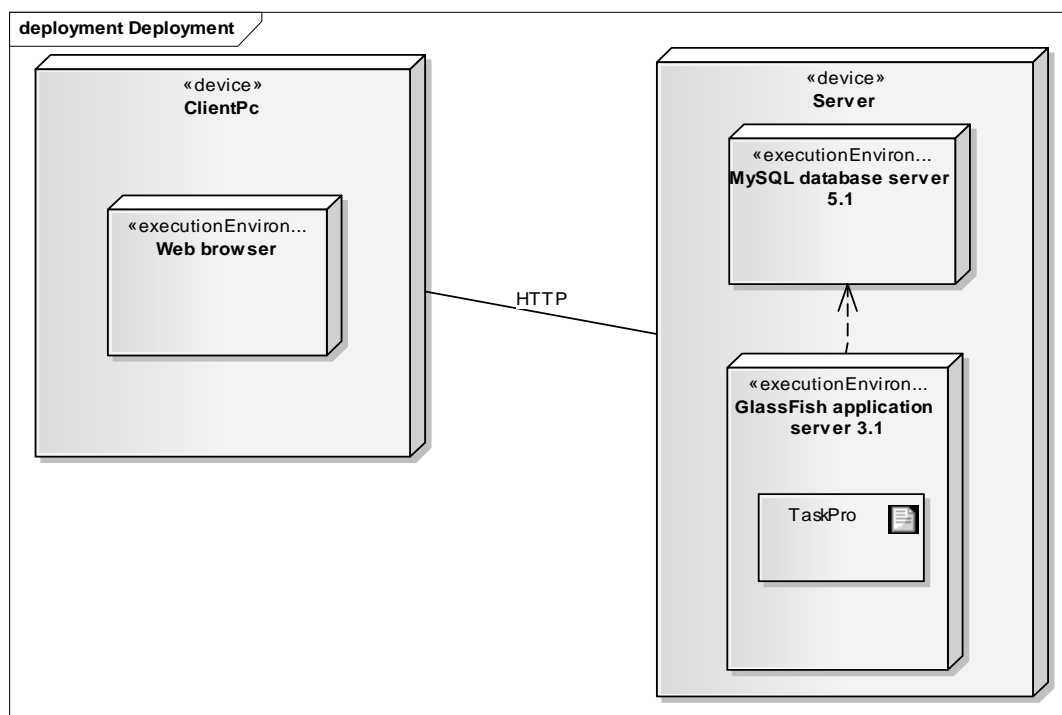 deployment Deployment
«device»
ClientPc
«executionEnviron...
Web browser
HTTP
«device»
Server
«executionEnviron...
MySQL database server
5.1
«executionEnviron...
GlassFish application
server 3.1
TaskPro